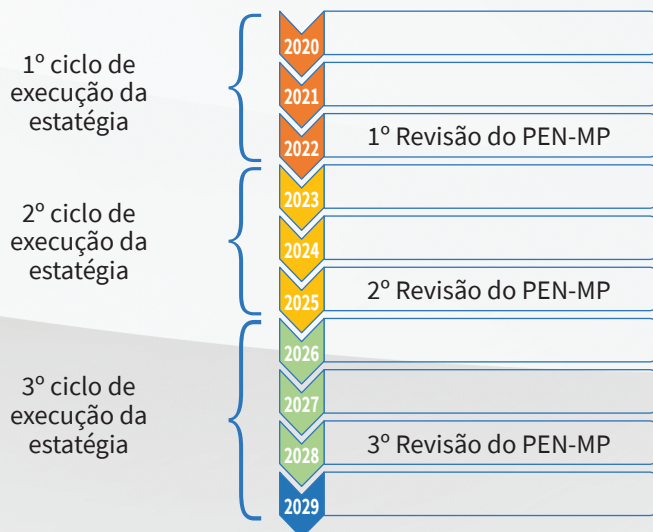 1º ciclo de
execução da
estatégia
2020
2021
2022
1º Revisão do PEN-MP
2º ciclo de
execução da
estatégia
2023
2024
2025
2º Revisão do PEN-MP
3º ciclo de
execução da
estatégia
2026
2027
2028
3º Revisão do PEN-MP
2029